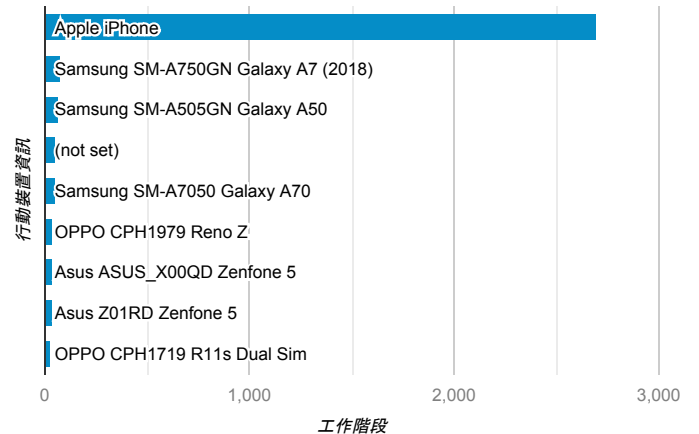 Apple iPhone
Samsung SM-A750GN Galaxy A7 (2018)
Samsung SM-A505GN Galaxy A50
(not set)
Samsung SM-A7050 Galaxy A70
OPPO CPH1979 Reno Z
Asus ASUS_X00QD Zenfone 5
Asus Z01RD Zenfone 5
OPPO CPH1719 R11s Dual Sim
行動裝置資訊
0 1,000 2,000 3,000
工作階段